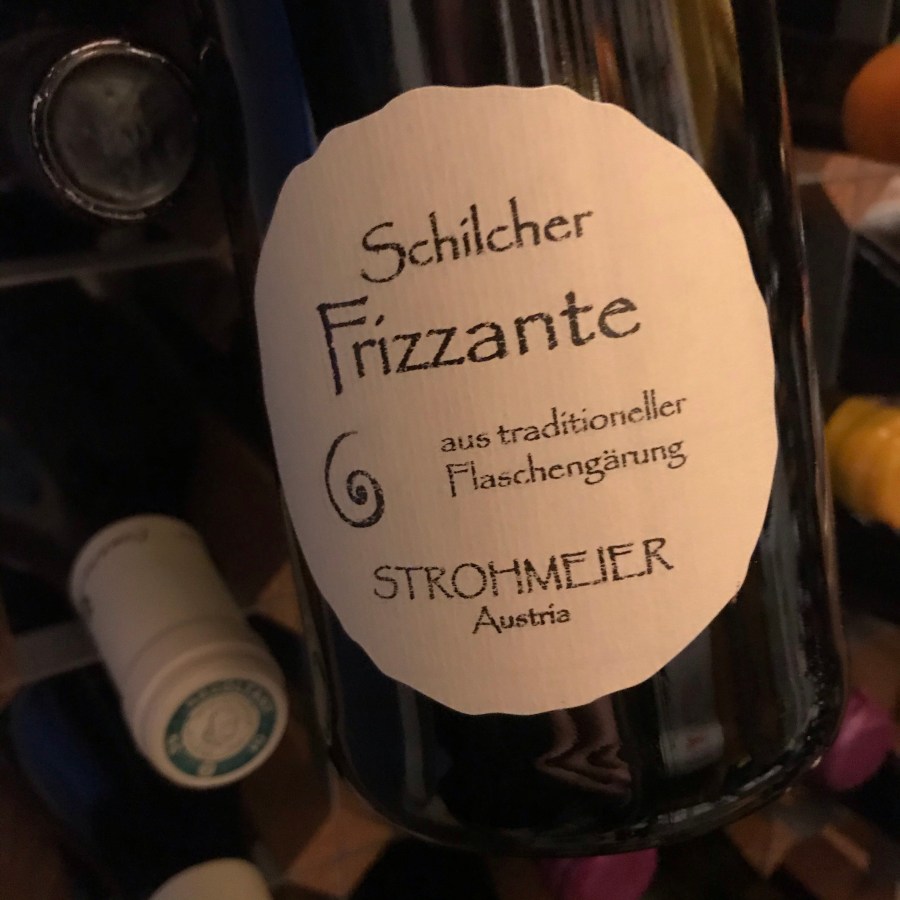 Schilcher
Frizzante
aus traditioneller
Flaschengärung
STROHMEIER
Austria